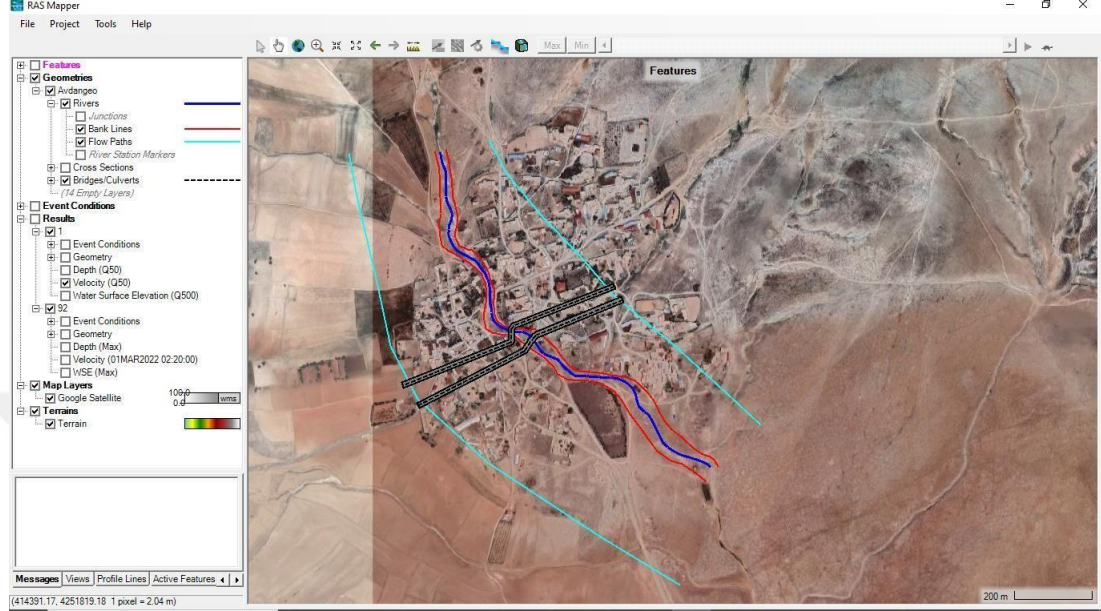 RAS Mapper
File Project Tools Help
Max Min
Features
Geometries
Avdangeo
Rivers
Junctions
Bank Lines
Flow Paths
River Station Markers
Cross Sections
Bridges/Culverts
(14 Empty Layers)
Event Conditions
Results
1
Event Conditions
Geometry
Depth (Q50)
Velocity (Q50)
Water Surface Elevation (Q500)
92
Event Conditions
Geometry
Depth (Max)
Velocity (01MAR2022 02:20:00)
WSE (Max)
Map Layers
Google Satellite 100.0 0.0 wms
Terrains
Terrain
Features
200 m
Messages Views Profile Lines Active Features
(414391.17, 4251819.18 1 pixel = 2.04 m)